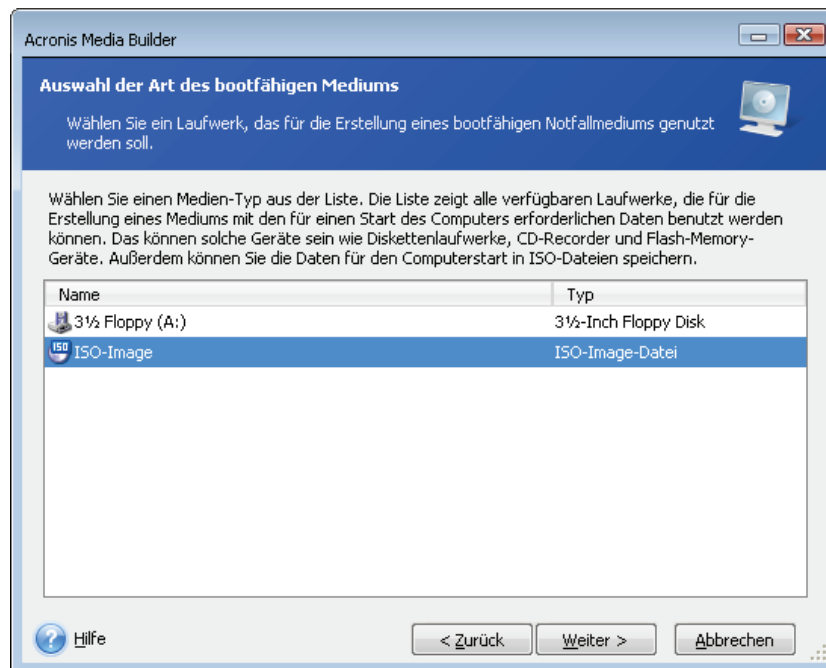 Acronis Media Builder
Auswahl der Art des bootfähigen Mediums
Wählen Sie ein Laufwerk, das für die Erstellung eines bootfähigen Notfallmediums genutzt
werden soll.
Wählen Sie einen Medien-Typ aus der Liste. Die Liste zeigt alle verfügbaren Laufwerke, die für die
Erstellung eines Mediums mit den für einen Start des Computers erforderlichen Daten benutzt werden
können. Das können solche Geräte sein wie Diskettenlaufwerke, CD-Recorder und Flash-Memory-
Geräte. Außerdem können Sie die Daten für den Computerstart in ISO-Dateien speichern.
Name Typ
3½ Floppy (A:) 3½-Inch Floppy Disk
ISO ISO-Image ISO-Image-Datei
Hilfe < Zurück Weiter > Abbrechen